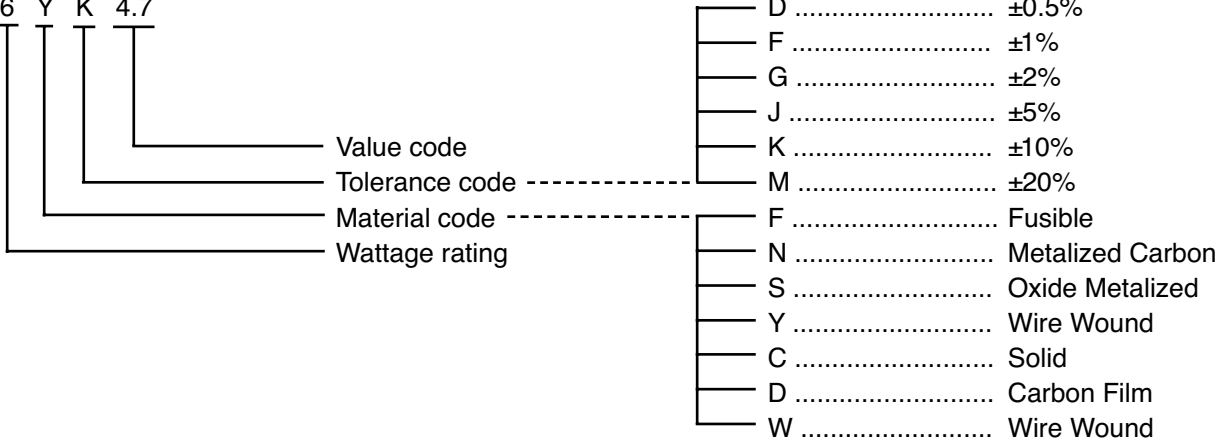 6 Y K 4.7
D ........................... ±0.5%
F ........................... ±1%
G ........................... ±2%
J ............................ ±5%
Value code K ........................... ±10%
Tolerance code M ........................... ±20%
Material code F ............................ Fusible
Wattage rating N ........................... Metalized Carbon
S ........................... Oxide Metalized
Y ........................... Wire Wound
C ........................... Solid
D ........................... Carbon Film
W .......................... Wire Wound